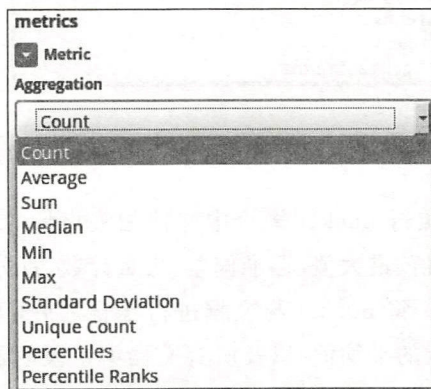 metrics
Metric
Aggregation
Count
Count
Average
Sum
Median
Min
Max
Standard Deviation
Unique Count
Percentiles
Percentile Ranks